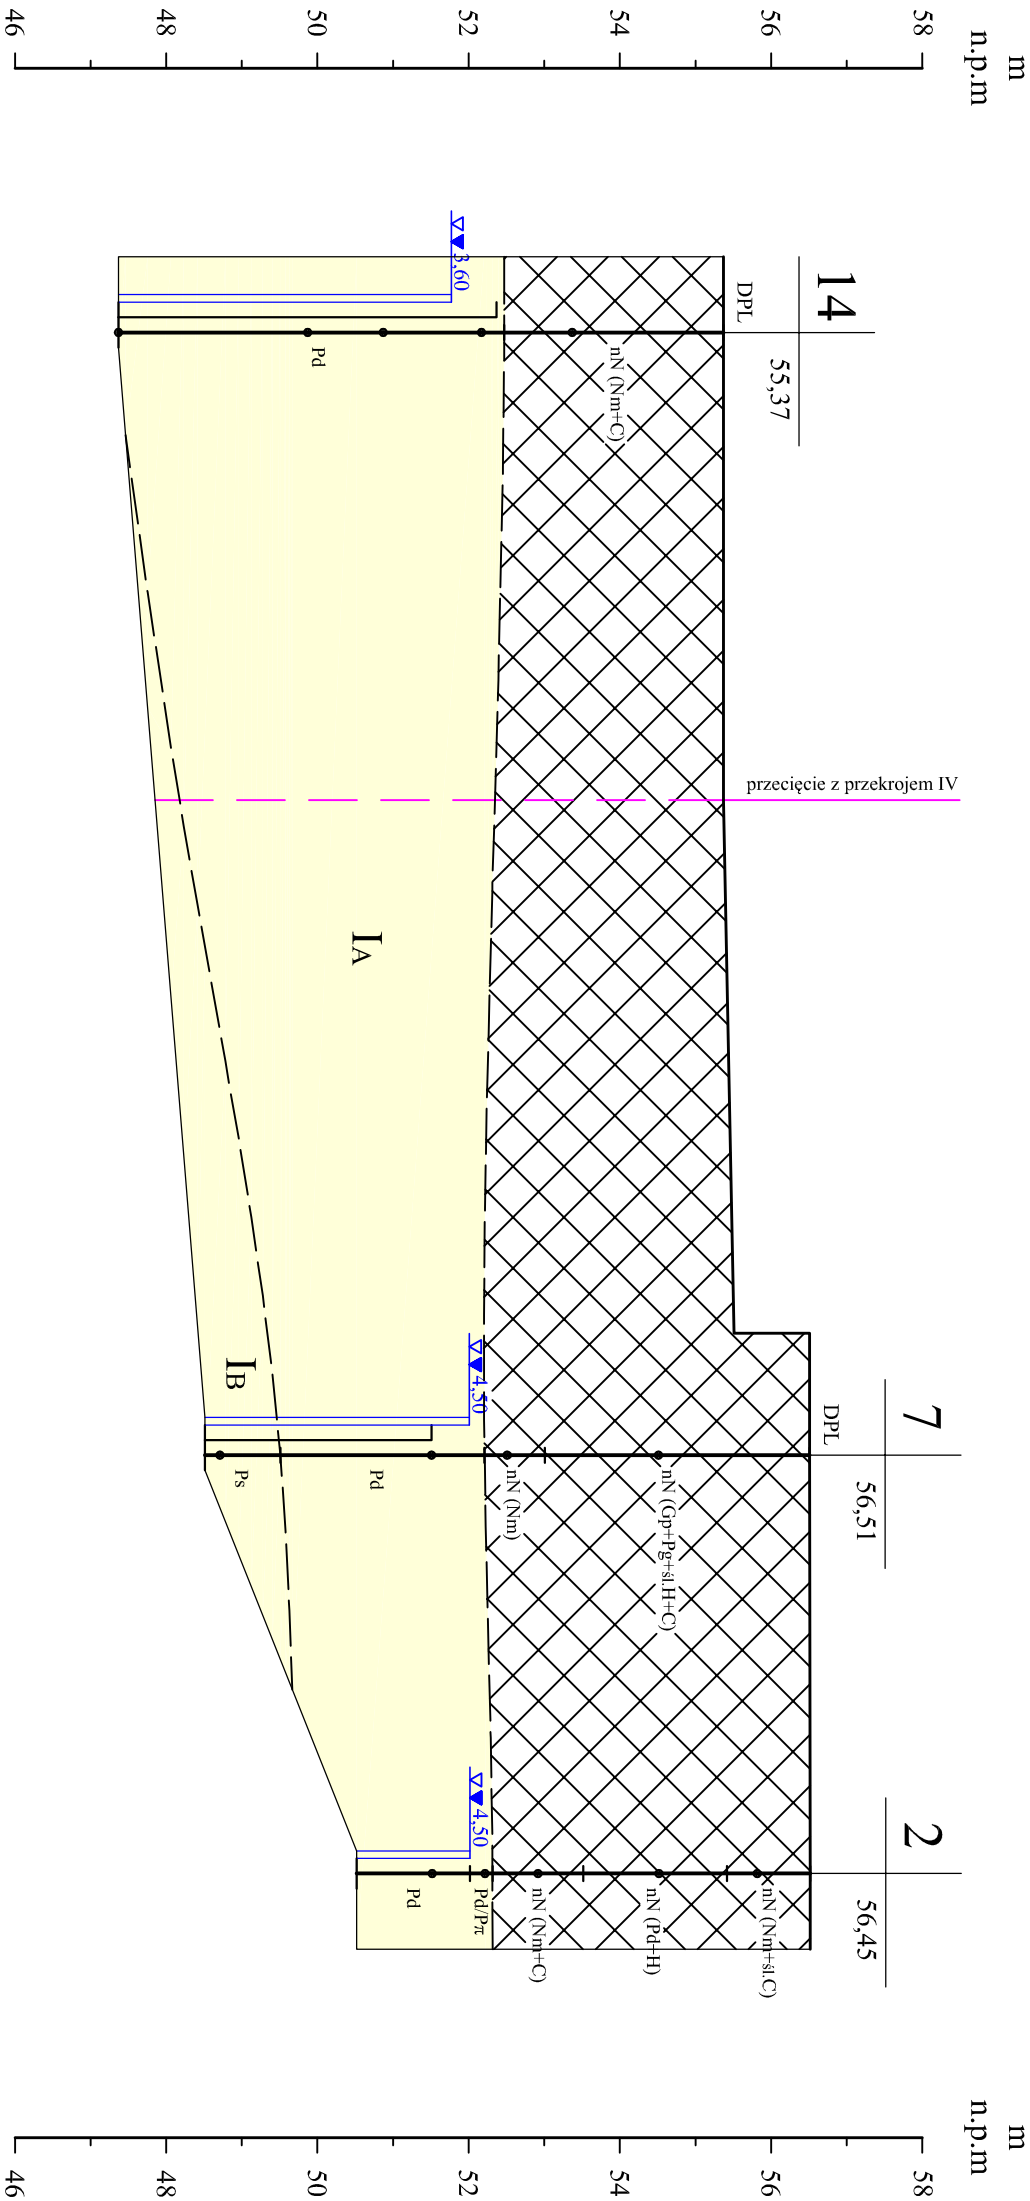 m
n.p.m
58
56
54
52
50
48
46
14
55,37
DPL
nN (Nm+C)
3,60
Pd
przecięcie z przekrojem IV
IA
IB
7
56,51
DPL
nN (Gp+Pg+śl.H+C)
nN (Nm)
4,50
Pd
Ps
2
56,45
nN (Nm+śl.C)
nN (Pd+H)
nN (Nm+C)
4,50
Pd/Pπ
Pd
m
n.p.m
58
56
54
52
50
48
46